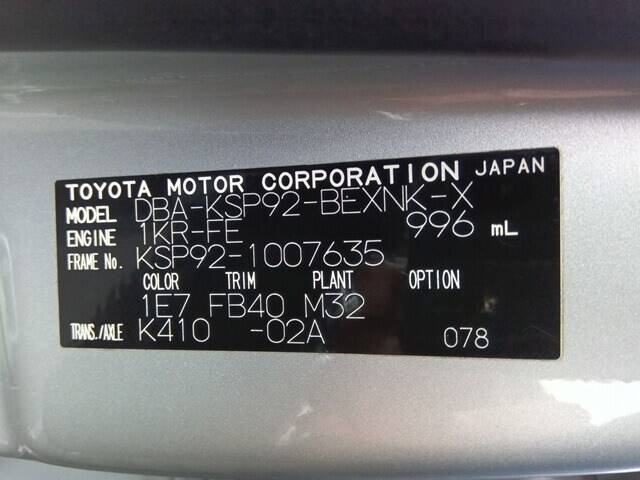 TOYOTA MOTOR CORPORATION JAPAN
MODEL DBA-KSP92-BEXNK-X
ENGINE 1KR-FE 996 mL
FRAME No. KSP92-1007635
COLOR TRIM PLANT OPTION
1E7 FB40 M32
TRANS./AXLE K410 -02A 078